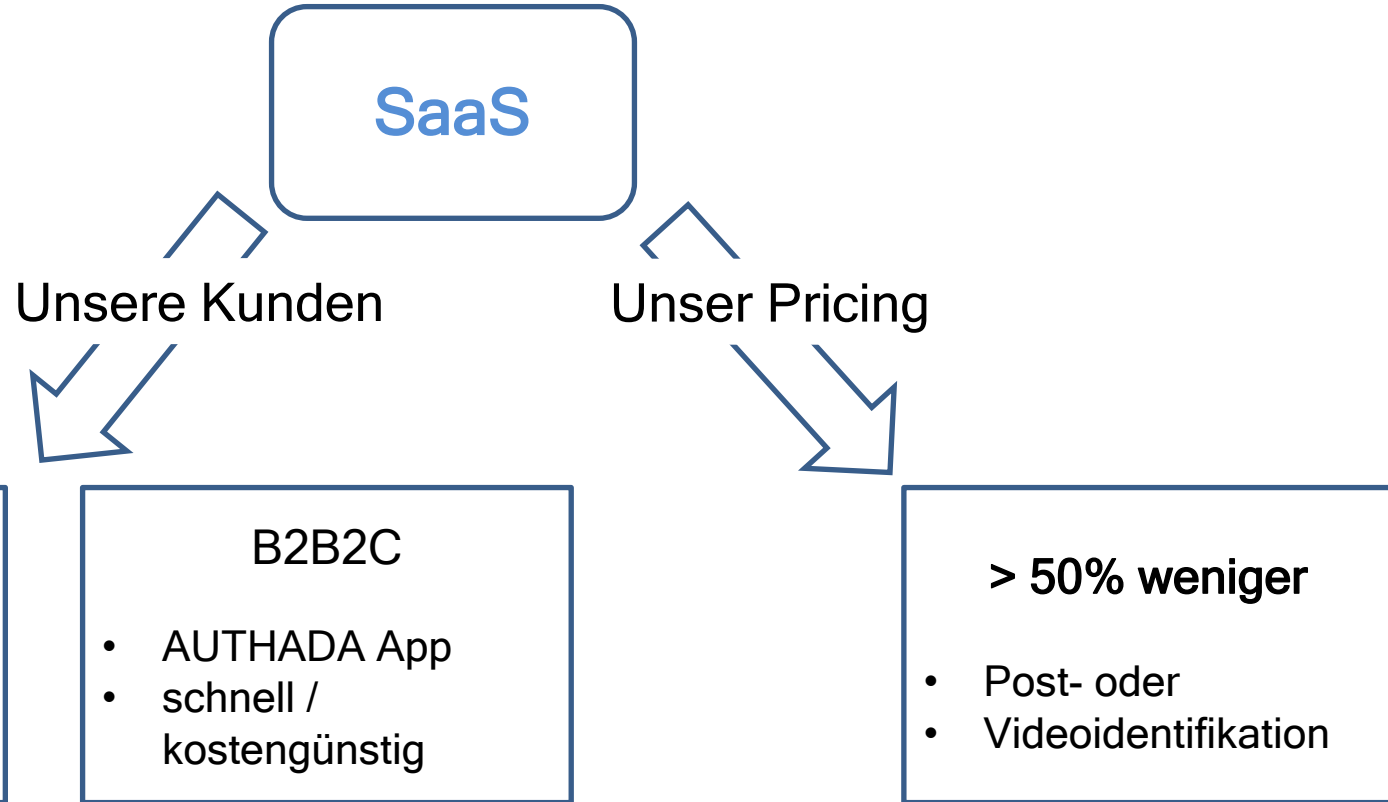 SaaS
Unsere Kunden
Unser Pricing
B2B2C
• AUTHADA App
• schnell /
kostengünstig
> 50% weniger
• Post- oder
• Videoidentifikation